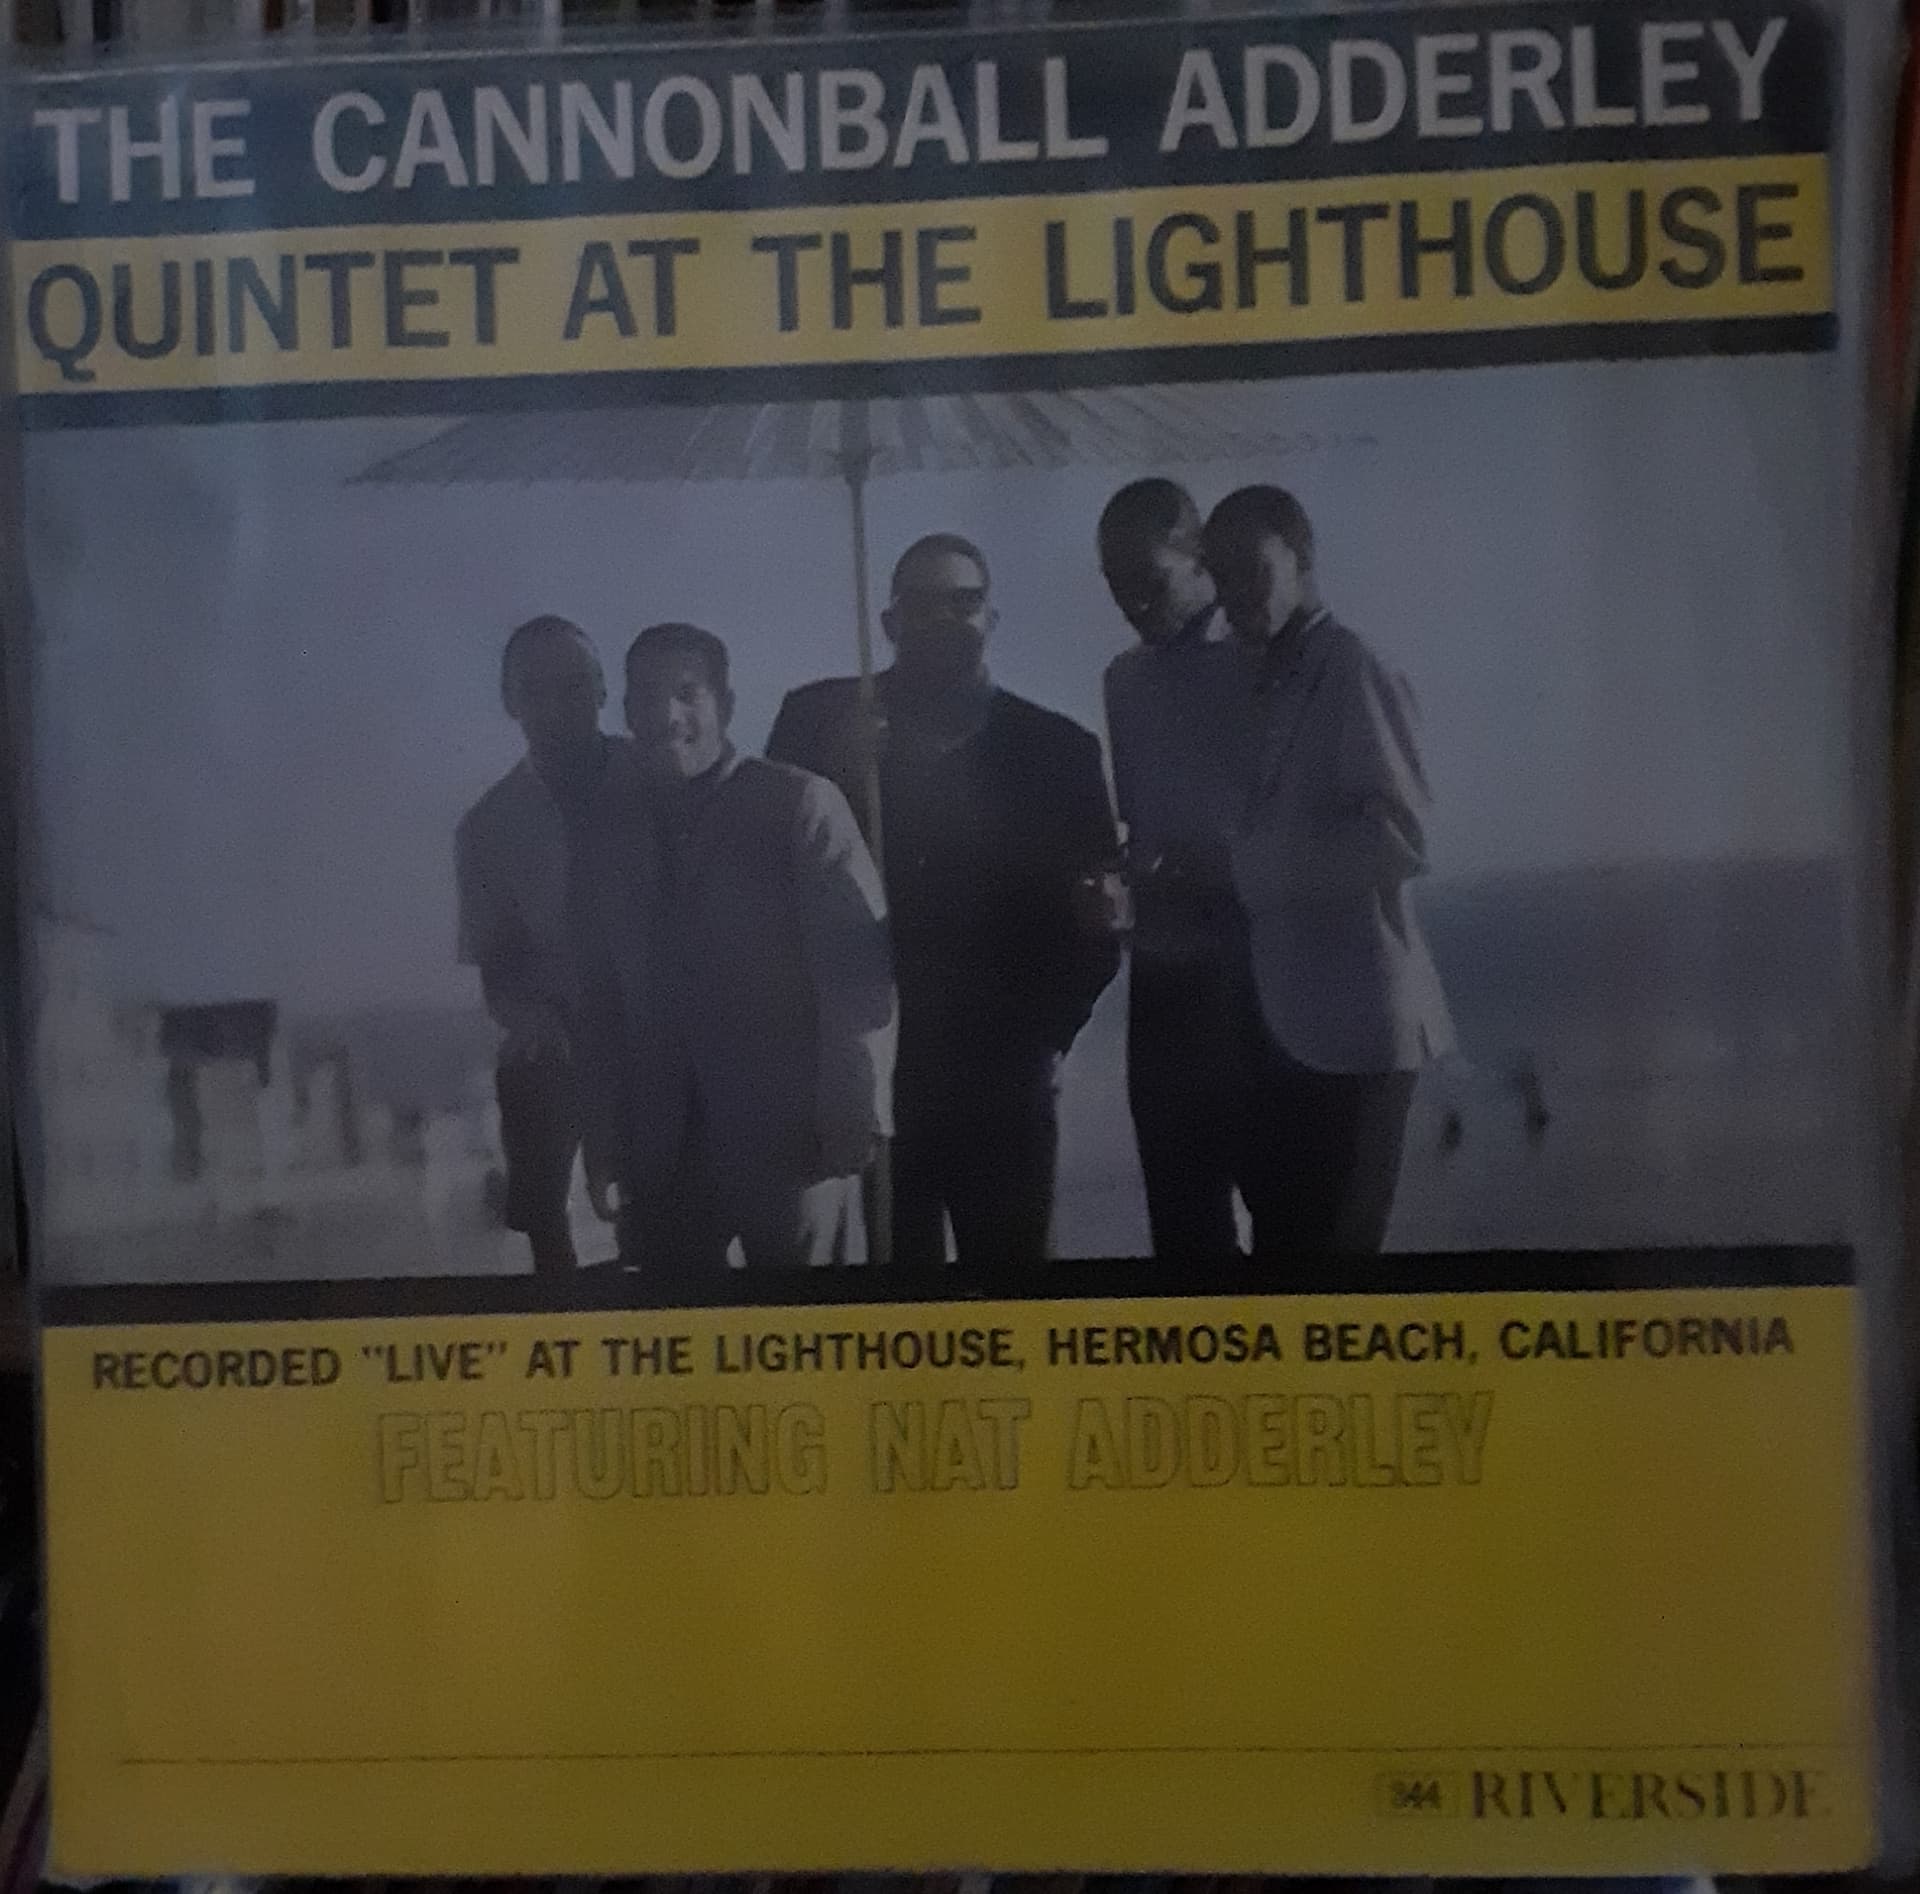 THE CANNONBALL ADDERLEY
QUINTET AT THE LIGHTHOUSE
RECORDED "LIVE" AT THE LIGHTHOUSE, HERMOSA BEACH, CALIFORNIA
FEATURING NAT ADDERLEY
RIVERSIDE